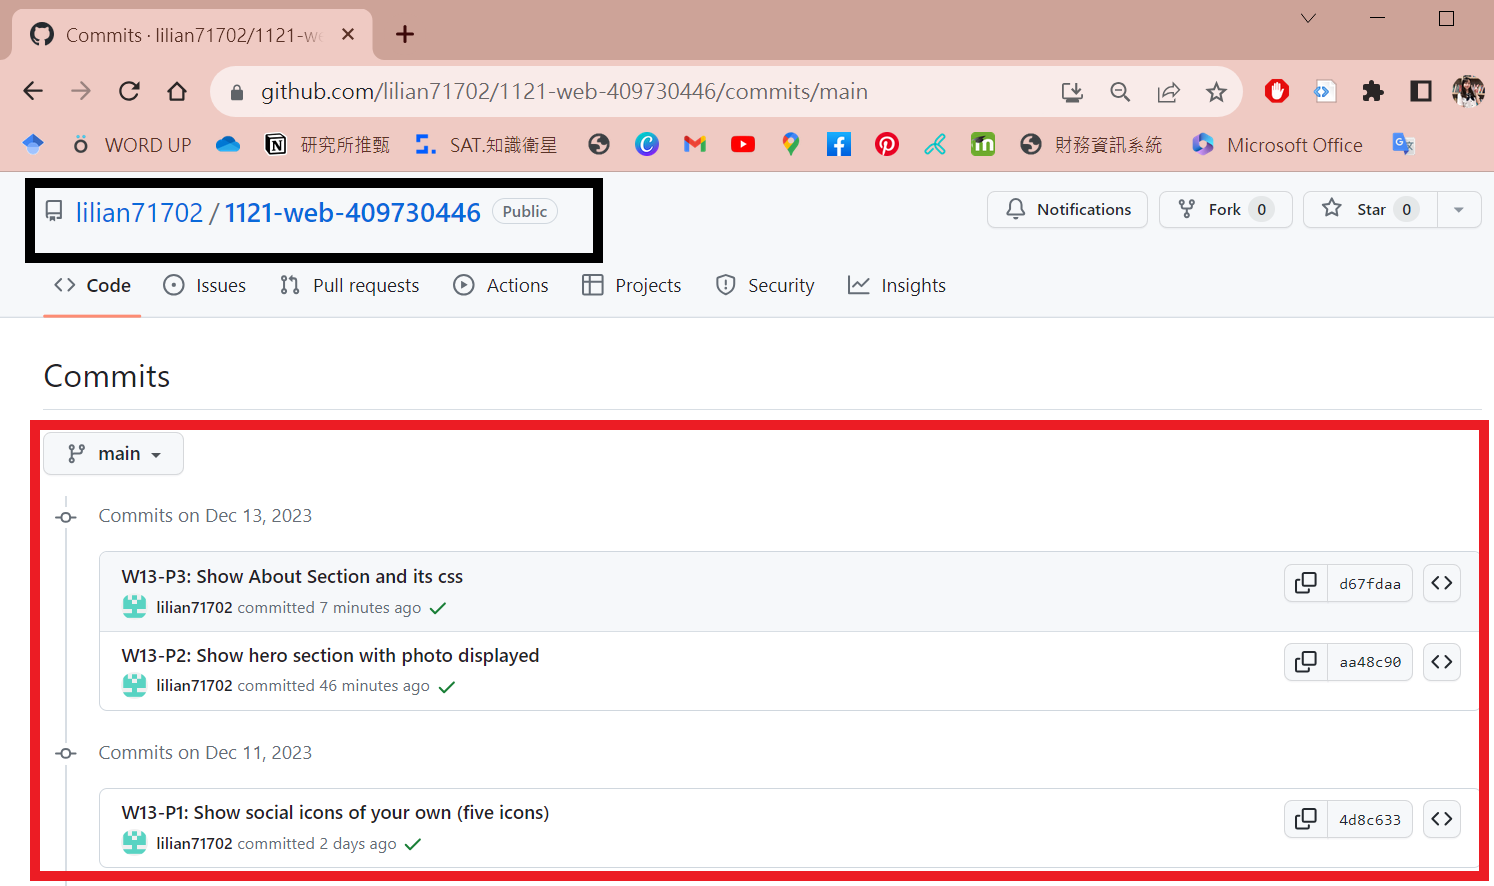 Commits · lilian71702/1121-we
github.com/lilian71702/1121-web-409730446/commits/main
WORD UP 研究所推甄 SAT.知識衛星 財務資訊系統 Microsoft Office
lilian71702 / 1121-web-409730446 Public Notifications Fork 0 Star 0
Code Issues Pull requests Actions Projects Security Insights
Commits
main
Commits on Dec 13, 2023
W13-P3: Show About Section and its css
lilian71702 committed 7 minutes ago
d67fdaa
W13-P2: Show hero section with photo displayed
lilian71702 committed 46 minutes ago
aa48c90
Commits on Dec 11, 2023
W13-P1: Show social icons of your own (five icons)
lilian71702 committed 2 days ago
4d8c633